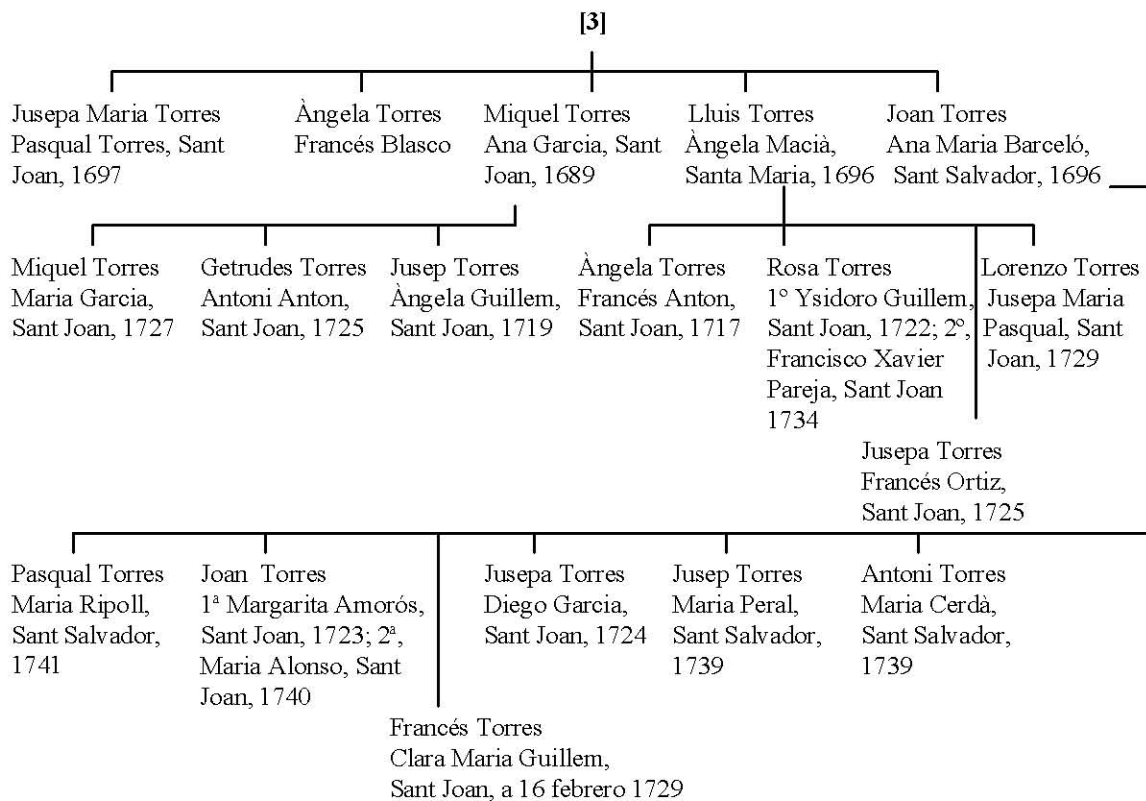 [3]
Jusepa Maria Torres
Pasqual Torres, Sant
Joan, 1697
Àngela Torres
Francés Blasco
Miquel Torres
Ana Garcia, Sant
Joan, 1689
Lluis Torres
Àngela Macià,
Santa Maria, 1696
Joan Torres
Ana Maria Barceló,
Sant Salvador, 1696
Miquel Torres
Maria Garcia,
Sant Joan, 1727
Getrudes Torres
Antoni Anton,
Sant Joan, 1725
Jusep Torres
Àngela Guillem,
Sant Joan, 1719
Àngela Torres
Francés Anton,
Sant Joan, 1717
Rosa Torres
1º Ysidoro Guillem,
Sant Joan, 1722; 2º,
Francisco Xavier
Pareja, Sant Joan
1734
Lorenzo Torres
Jusepa Maria
Pasqual, Sant
Joan, 1729
Jusepa Torres
Francés Ortiz,
Sant Joan, 1725
Pasqual Torres
Maria Ripoll,
Sant Salvador,
1741
Joan Torres
1ª Margarita Amorós,
Sant Joan, 1723; 2ª,
Maria Alonso, Sant
Joan, 1740
Francés Torres
Clara Maria Guillem,
Sant Joan, a 16 febrero 1729
Jusepa Torres
Diego Garcia,
Sant Joan, 1724
Jusep Torres
Maria Peral,
Sant Salvador,
1739
Antoni Torres
Maria Cerdà,
Sant Salvador,
1739